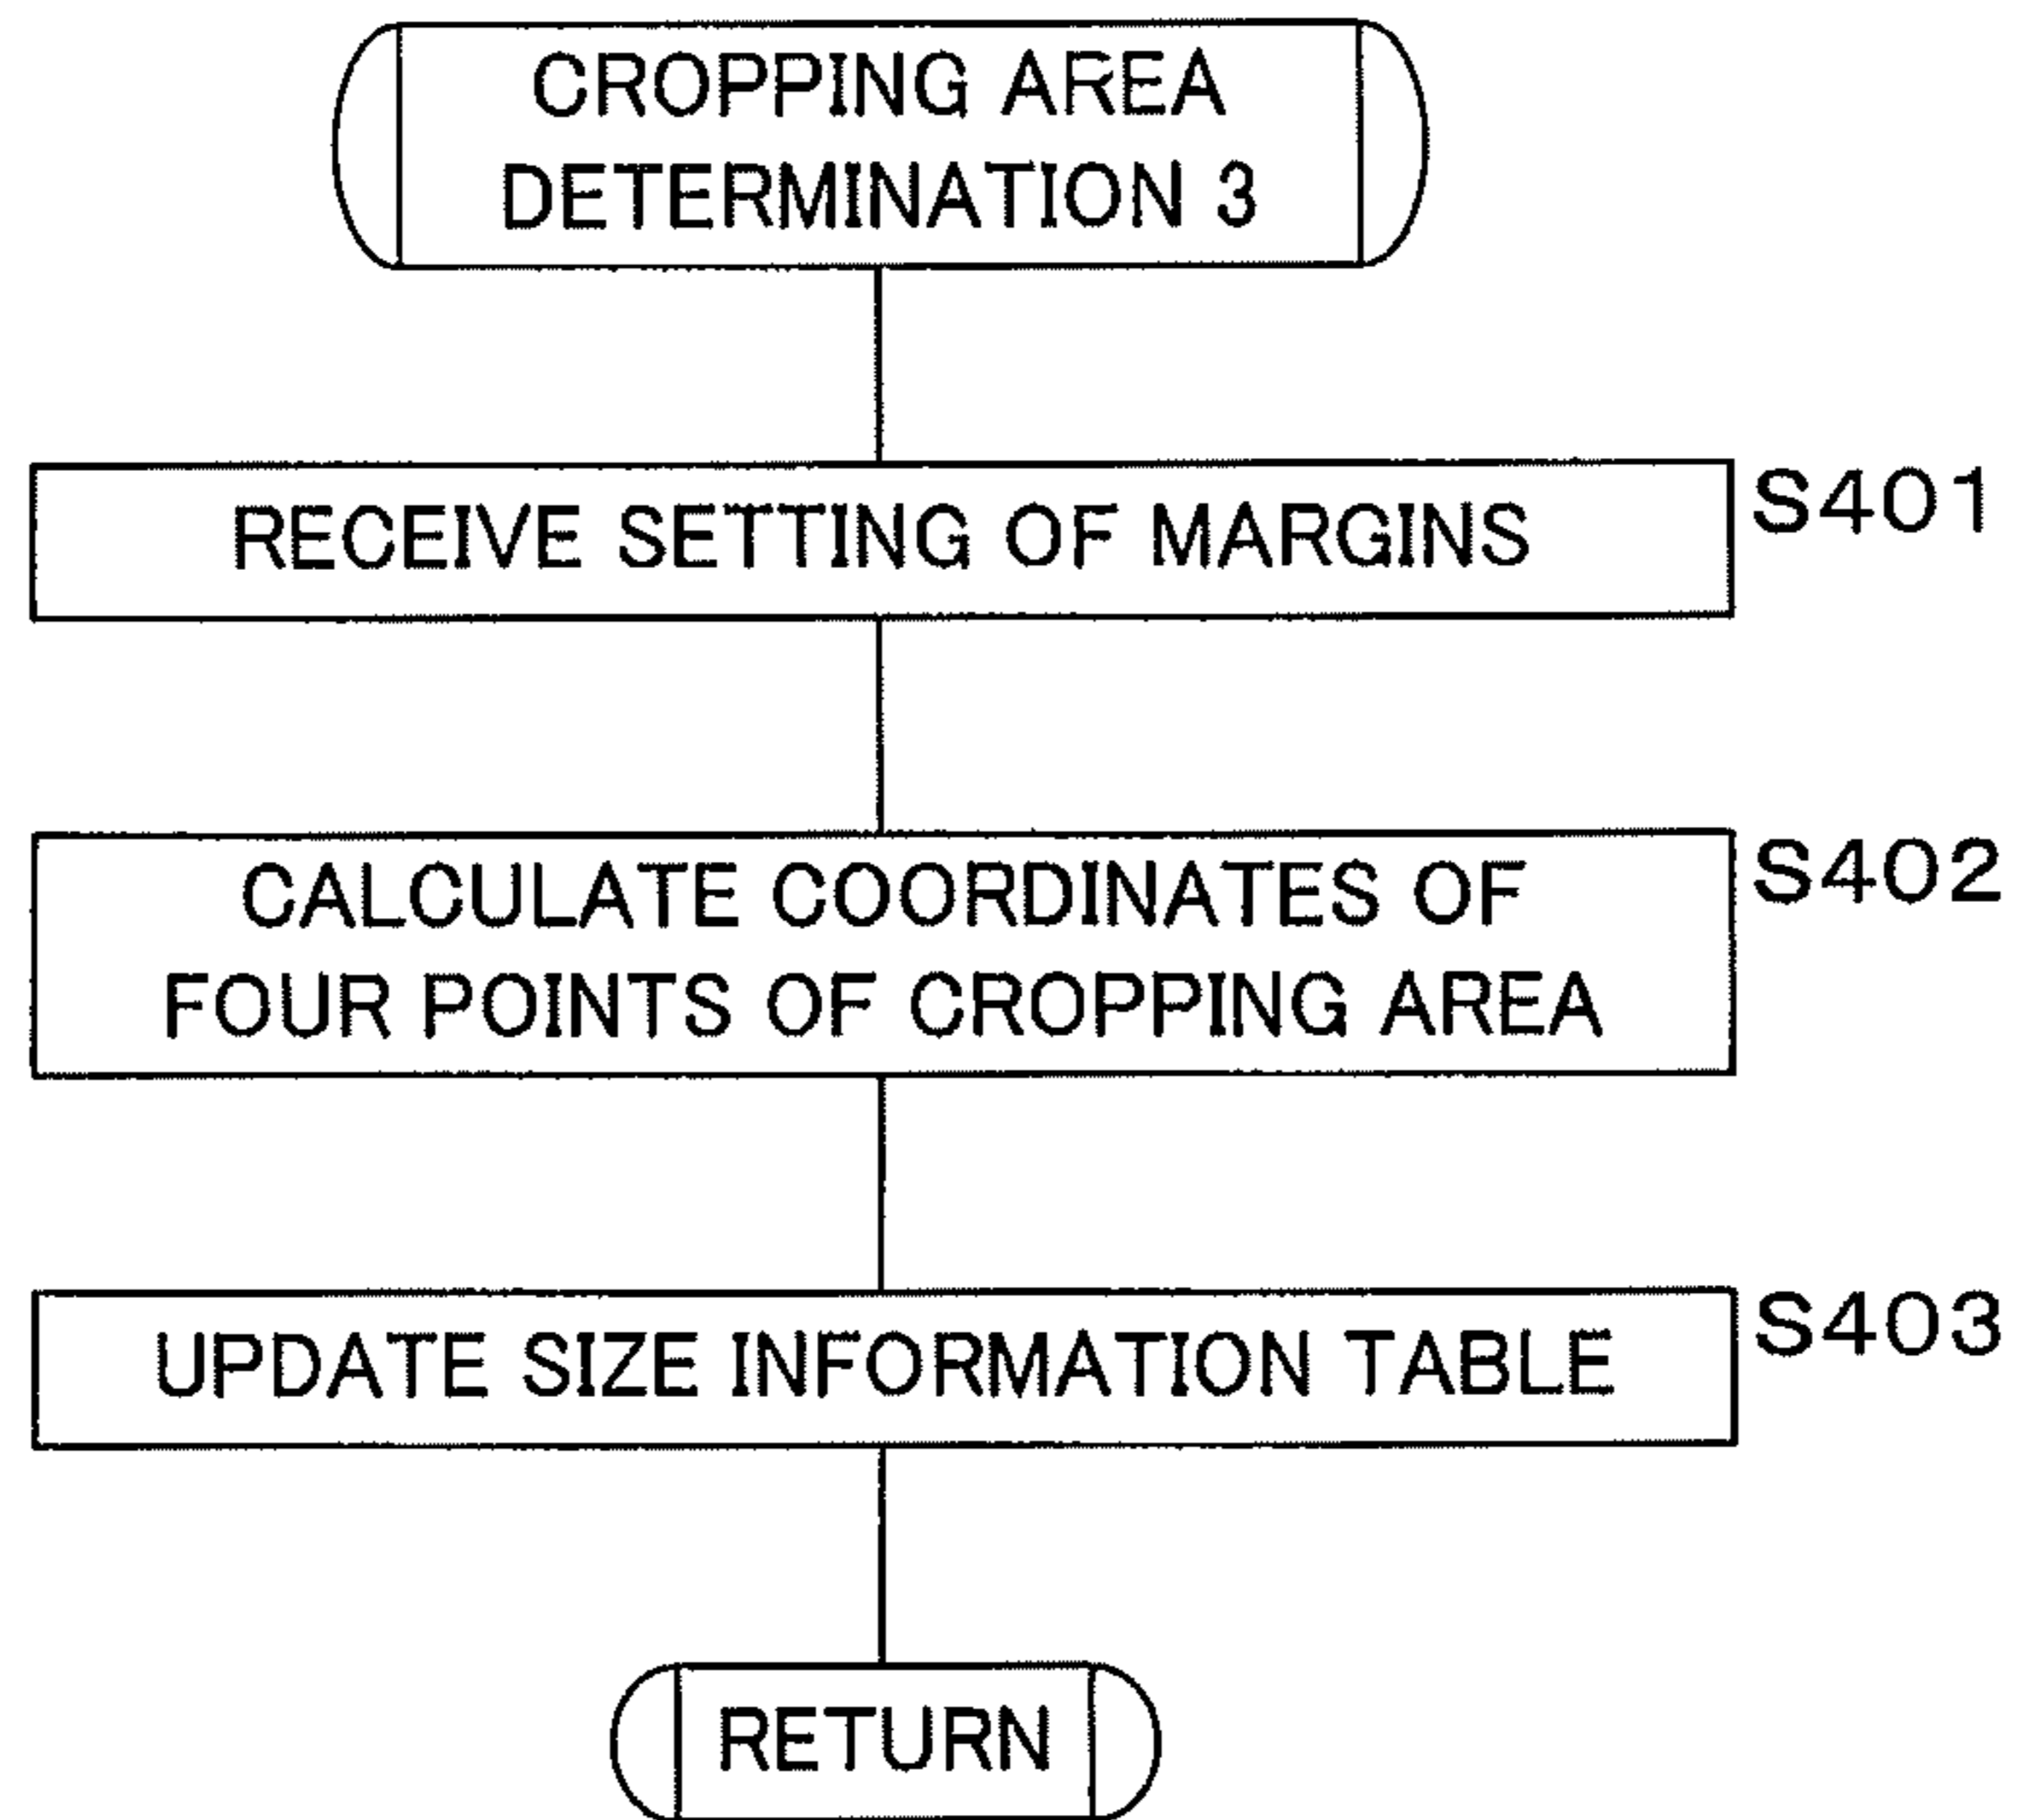 CROPPING AREA
DETERMINATION 3
RECEIVE SETTING OF MARGINS
S401
CALCULATE COORDINATES OF
FOUR POINTS OF CROPPING AREA
S402
UPDATE SIZE INFORMATION TABLE
S403
RETURN